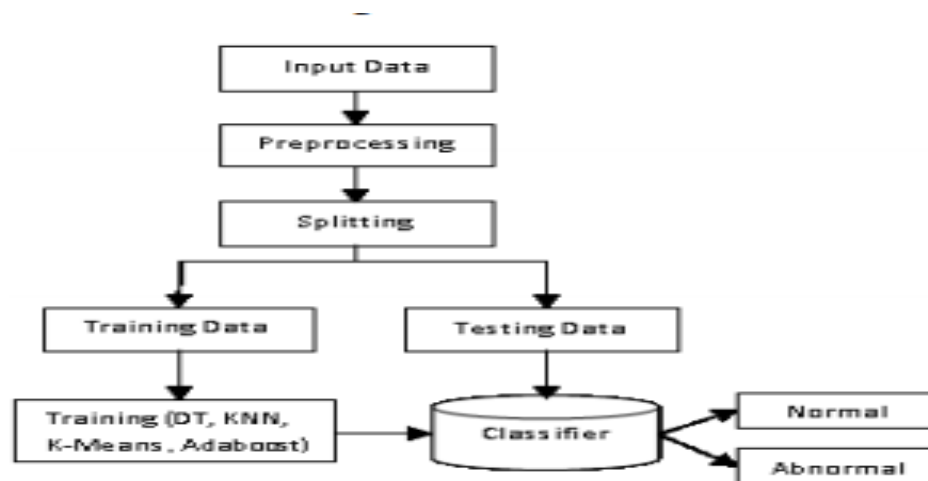 Input Data
Preprocessing
Splitting
Training Data
Testing Data
Training (DT, KNN,
K-Means, Adaboost)
Classifier
Normal
Abnormal